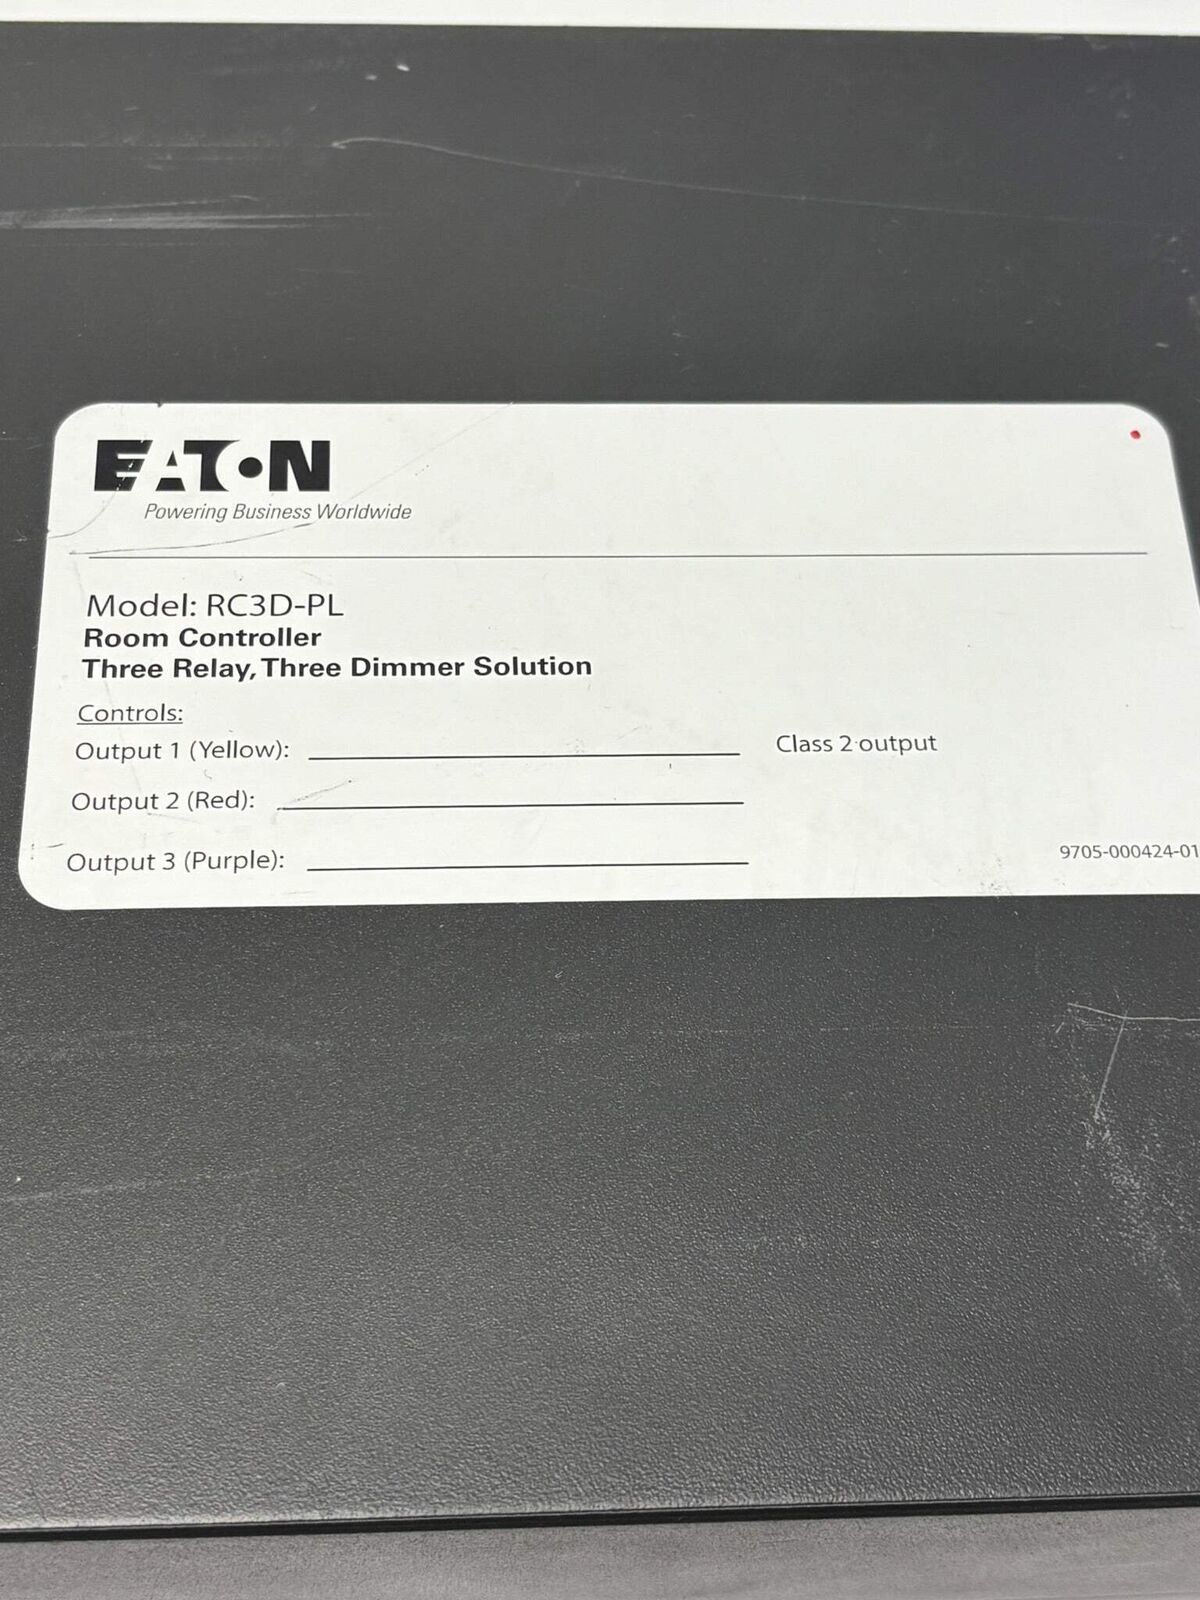 EATON
Powering Business Worldwide
Model: RC3D-PL
Room Controller
Three Relay, Three Dimmer Solution
Controls:
Output 1 (Yellow):
Class 2 output
Output 2 (Red):
Output 3 (Purple):
9705-000424-01